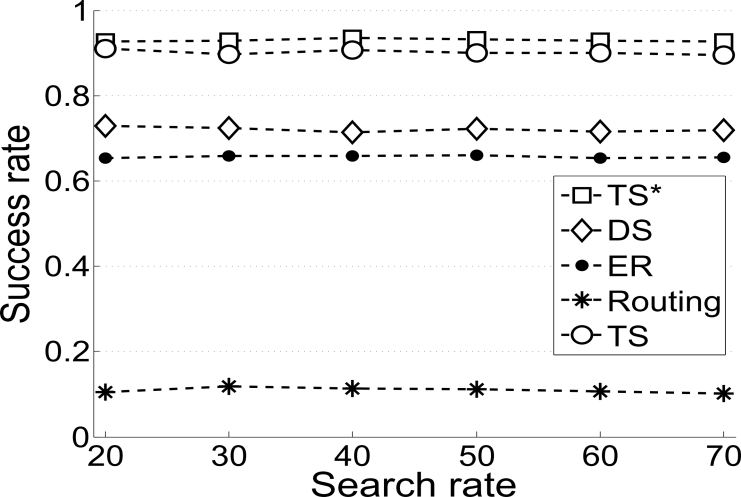 1
0.8
0.6
0.4
0.2
0
Success rate
TS*
DS
ER
Routing
TS
20 30 40 50 60 70
Search rate